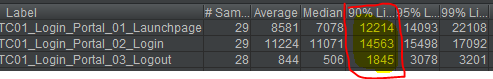 Label # Sam... Average Median 90% Li... 95% L... 99% Li...
TC01_Login_Portal_01_Launchpage 29 8581 7078 12214 14093 22108
TC01_Login_Portal_02_Login 29 11224 11071 14563 15498 17092
TC01_Login_Portal_03_Logout 28 844 506 1845 3078 3201